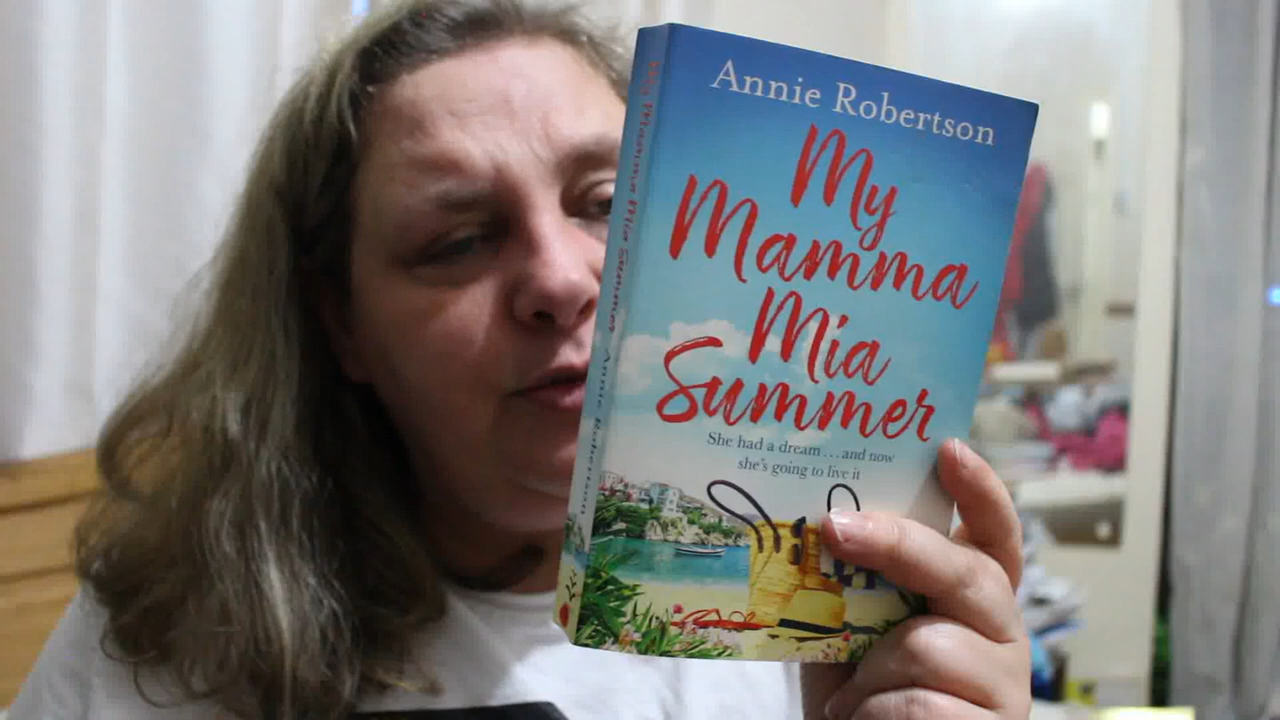 Annie Robertson
My
Mamma
Mia
Summer
She had a dream ... and now
she's going to live it
My Mamma Mia Summer Annie Robertson